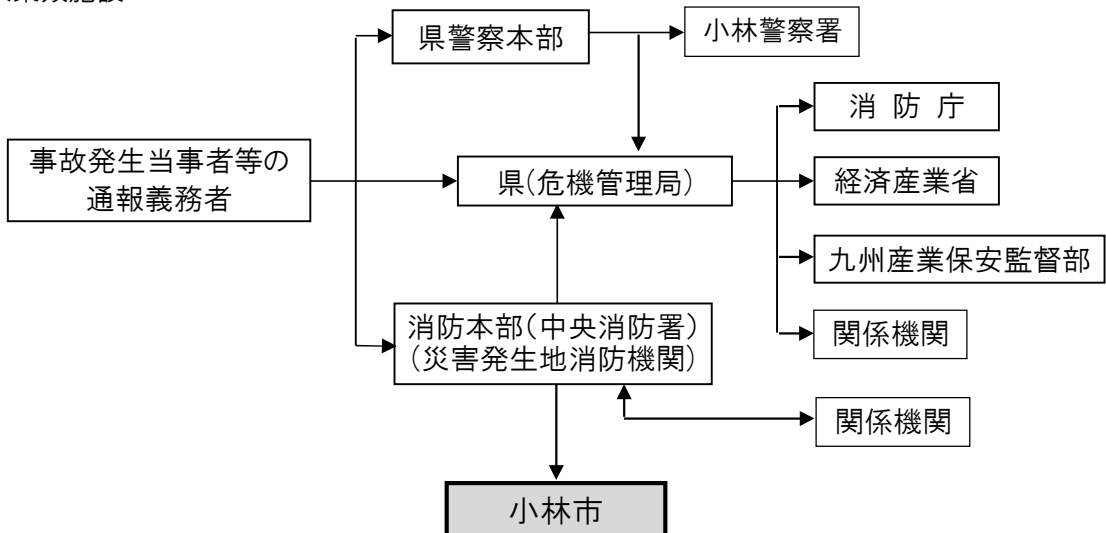 県警察本部
小林警察署
消 防 庁
事故発生当事者等の
通報義務者
県(危機管理局)
経済産業省
九州産業保安監督部
消防本部(中央消防署)
(災害発生地消防機関)
関係機関
関係機関
小林市